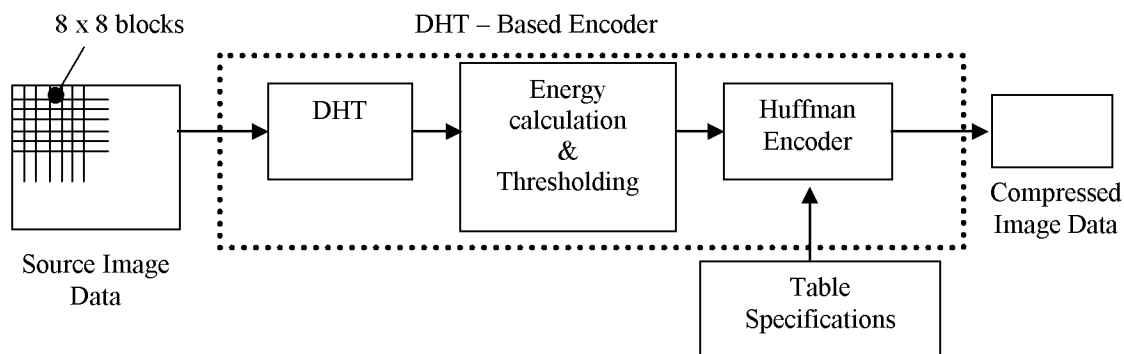 8 x 8 blocks
DHT – Based Encoder
DHT
Energy
calculation
&
Thresholding
Huffman
Encoder
Compressed
Image Data
Source Image
Data
Table
Specifications